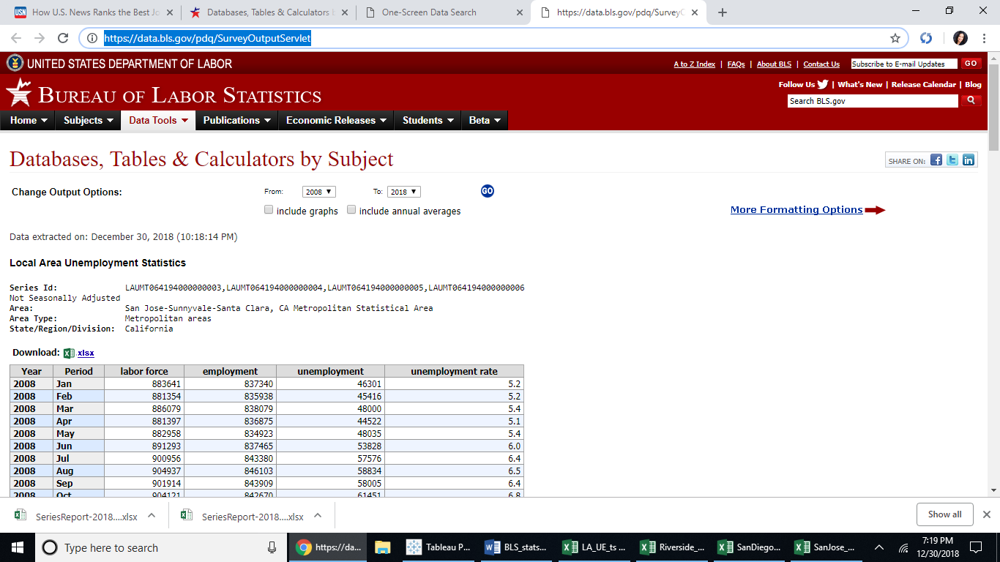 How U.S. News Ranks the Best Jo
Databases, Tables & Calculators b
One-Screen Data Search
https://data.bls.gov/pdq/SurveyO
https://data.bls.gov/pdq/SurveyOutputServlet
UNITED STATES DEPARTMENT OF LABOR
A to Z Index | FAQs | About BLS | Contact Us
Subscribe to E-mail Updates GO
BUREAU OF LABOR STATISTICS
Follow Us | What's New | Release Calendar | Blog
Search BLS.gov
Home Subjects Data Tools Publications Economic Releases Students Beta
Databases, Tables & Calculators by Subject
SHARE ON:
Change Output Options: From: 2008 To: 2018 GO
include graphs include annual averages
More Formatting Options
Data extracted on: December 30, 2018 (10:18:14 PM)
Local Area Unemployment Statistics
Series Id: LAUMT064194000000003,LAUMT064194000000004,LAUMT064194000000005,LAUMT064194000000006
Not Seasonally Adjusted
Area: San Jose-Sunnyvale-Santa Clara, CA Metropolitan Statistical Area
Area Type: Metropolitan areas
State/Region/Division: California
Download: .xlsx
Year Period labor force employment unemployment unemployment rate
2008 Jan 883641 837340 46301 5.2
2008 Feb 881354 835938 45416 5.2
2008 Mar 886079 838079 48000 5.4
2008 Apr 881397 836875 44522 5.1
2008 May 882958 834923 48035 5.4
2008 Jun 891293 837465 53828 6.0
2008 Jul 900956 843380 57576 6.4
2008 Aug 904937 846103 58834 6.5
2008 Sep 901914 843909 58005 6.4
2008 Oct 904121 842670 61451 6.8
SeriesReport-2018....xlsx
SeriesReport-2018....xlsx
Show all
Type here to search
https://da...
Tableau P...
BLS_stats...
LA_UE_ts ...
Riverside_...
SanDiego...
SanJose_...
7:19 PM
12/30/2018